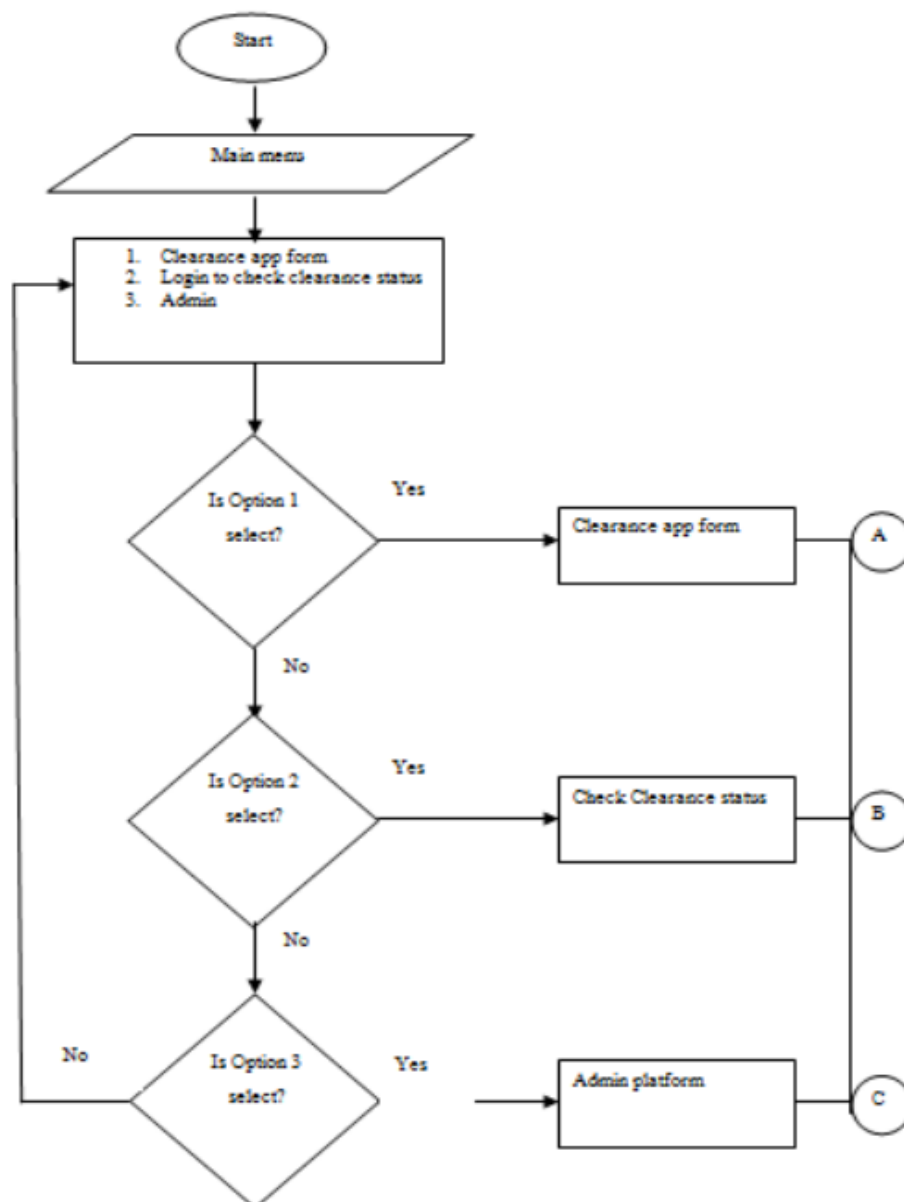 Start
Main menu
1. Clearance app form
2. Login to check clearance status
3. Admin
Is Option 1
select?
Yes
Clearance app form
A
No
Is Option 2
select?
Yes
Check Clearance status
B
No
Is Option 3
select?
No
Yes
Admin platform
C